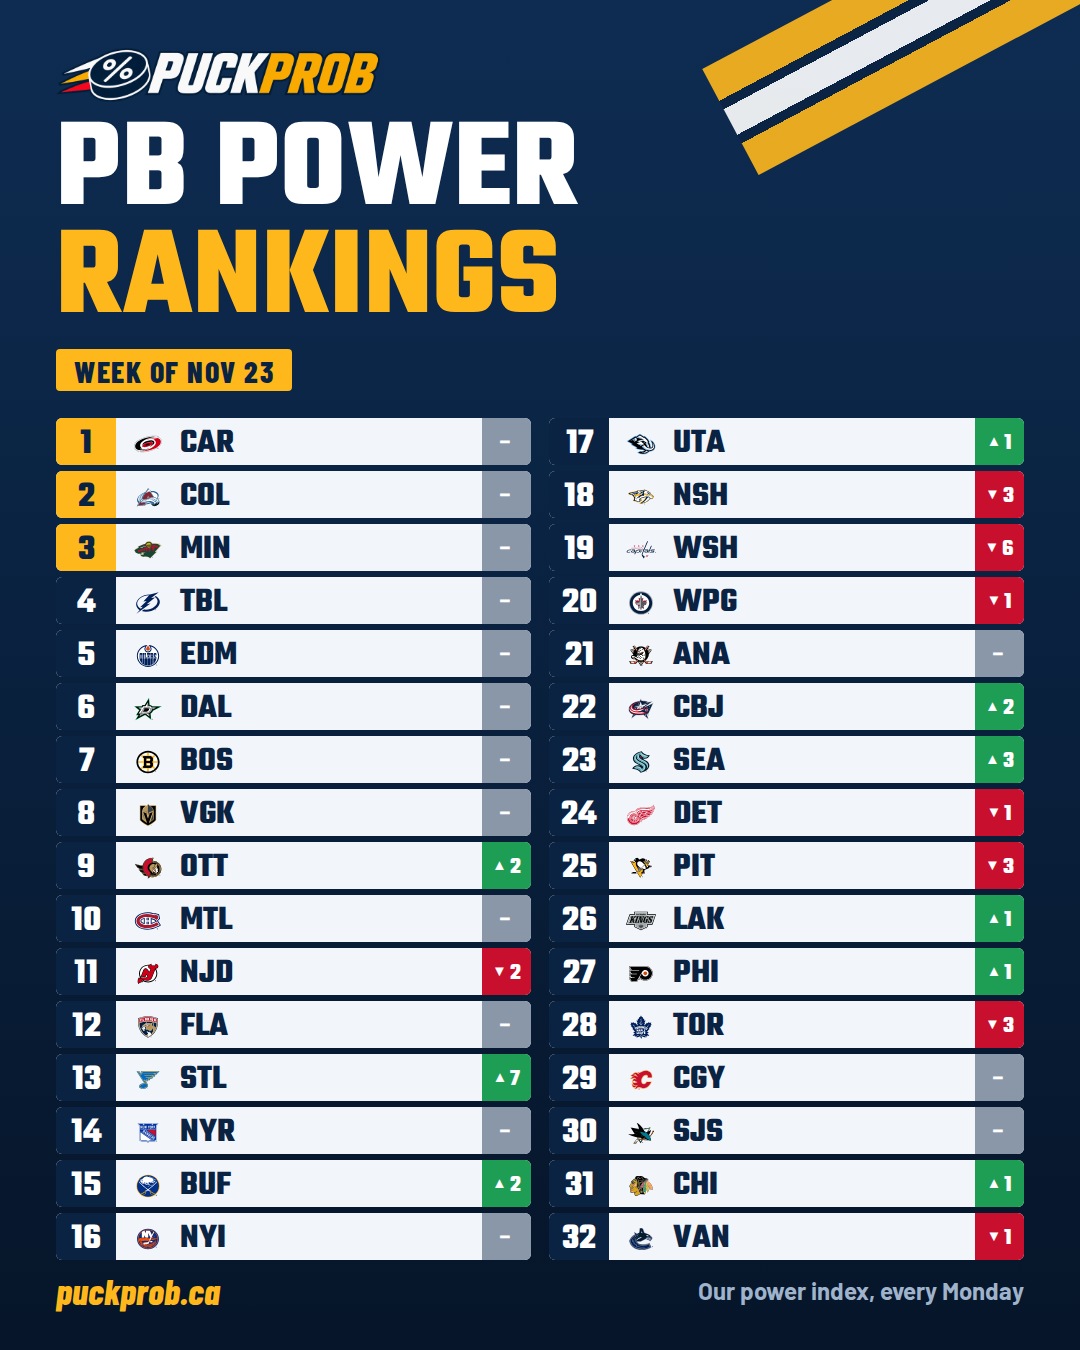 % PUCKPROB
PB POWER
RANKINGS
WEEK OF NOV 23
1 CAR –
2 COL –
3 MIN –
4 TBL –
5 EDM –
6 DAL –
7 BOS –
8 VGK –
9 OTT ▲ 2
10 MTL –
11 NJD ▼ 2
12 FLA –
13 STL ▲ 7
14 NYR –
15 BUF ▲ 2
16 NYI –
17 UTA ▲ 1
18 NSH ▼ 3
19 capitals WSH ▼ 6
20 WPG ▼ 1
21 ANA –
22 CBJ ▲ 2
23 SEA ▲ 3
24 DET ▼ 1
25 PIT ▼ 3
26 KINGS LAK ▲ 1
27 PHI ▲ 1
28 TOR ▼ 3
29 CGY –
30 SJS –
31 CHI ▲ 1
32 VAN ▼ 1
puckprob.ca
Our power index, every Monday